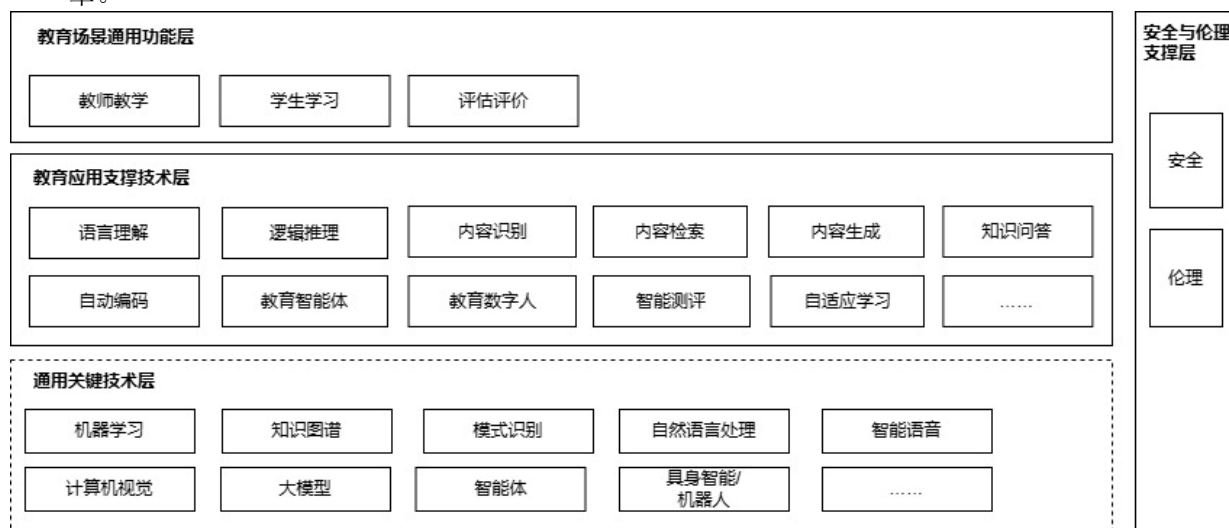 教育场景通用功能层
教师教学
学生学习
评估评价
教育应用支撑技术层
语言理解
逻辑推理
内容识别
内容检索
内容生成
知识问答
自动编码
教育智能体
教育数字人
智能测评
自适应学习
……
通用关键技术层
机器学习
知识图谱
模式识别
自然语言处理
智能语音
计算机视觉
大模型
智能体
具身智能/
机器人
……
安全与伦理
支撑层
安全
伦理